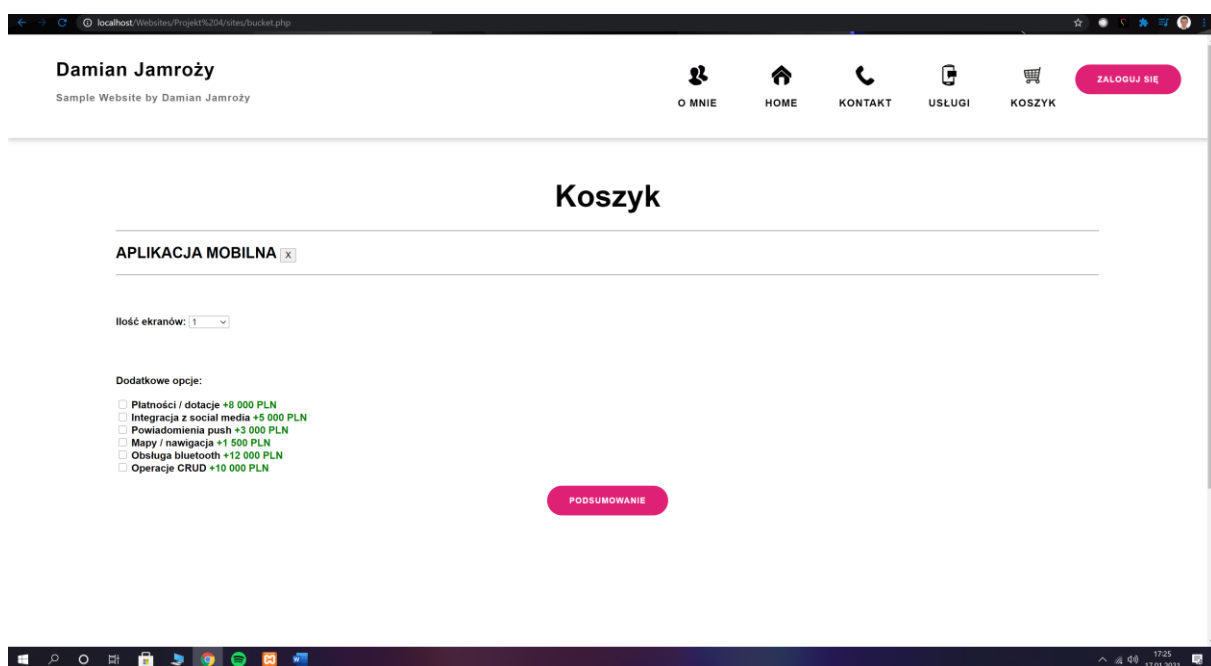 localhost/Websites/Projekt%204/sites/bucket.php
Damian Jamroży
Sample Website by Damian Jamroży
O MNIE
HOME
KONTAKT
USŁUGI
KOSZYK
ZALOGUJ SIĘ
Koszyk
APLIKACJA MOBILNA X
Ilość ekranów: 1
Dodatkowe opcje:
Płatności / dotacje +8 000 PLN
Integracja z social media +5 000 PLN
Powiadomienia push +3 000 PLN
Mapy / nawigacja +1 500 PLN
Obsługa bluetooth +12 000 PLN
Operacje CRUD +10 000 PLN
PODSUMOWANIE
17:25
17.01.2021